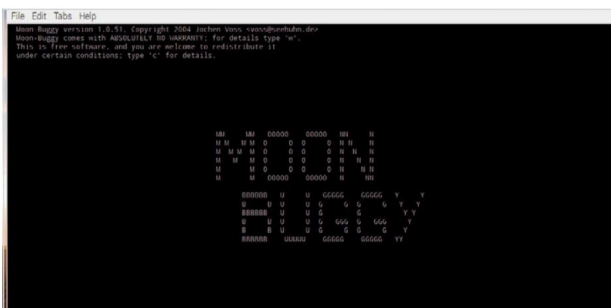 File Edit Tabs Help
Moon-Buggy version 1.0.51, Copyright 2004 Jochen Voss <voss@seehuhn.de>
Moon-Buggy comes with ABSOLUTELY NO WARRANTY; for details type 'w'.
This is free software, and you are welcome to redistribute it
under certain conditions; type 'c' for details.
MOON
BUGGY